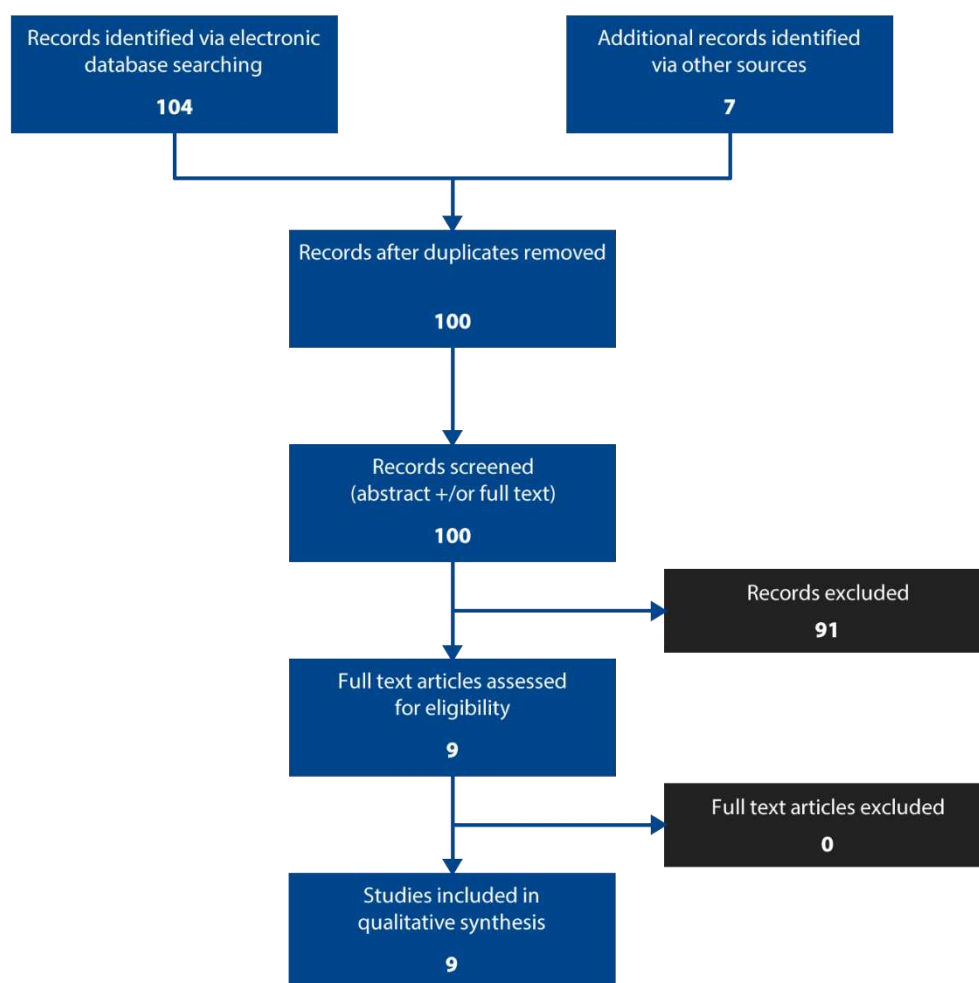 Records identified via electronic
database searching
104
Additional records identified
via other sources
7
Records after duplicates removed
100
Records screened
(abstract +/or full text)
100
Records excluded
91
Full text articles assessed
for eligibility
9
Full text articles excluded
0
Studies included in
qualitative synthesis
9